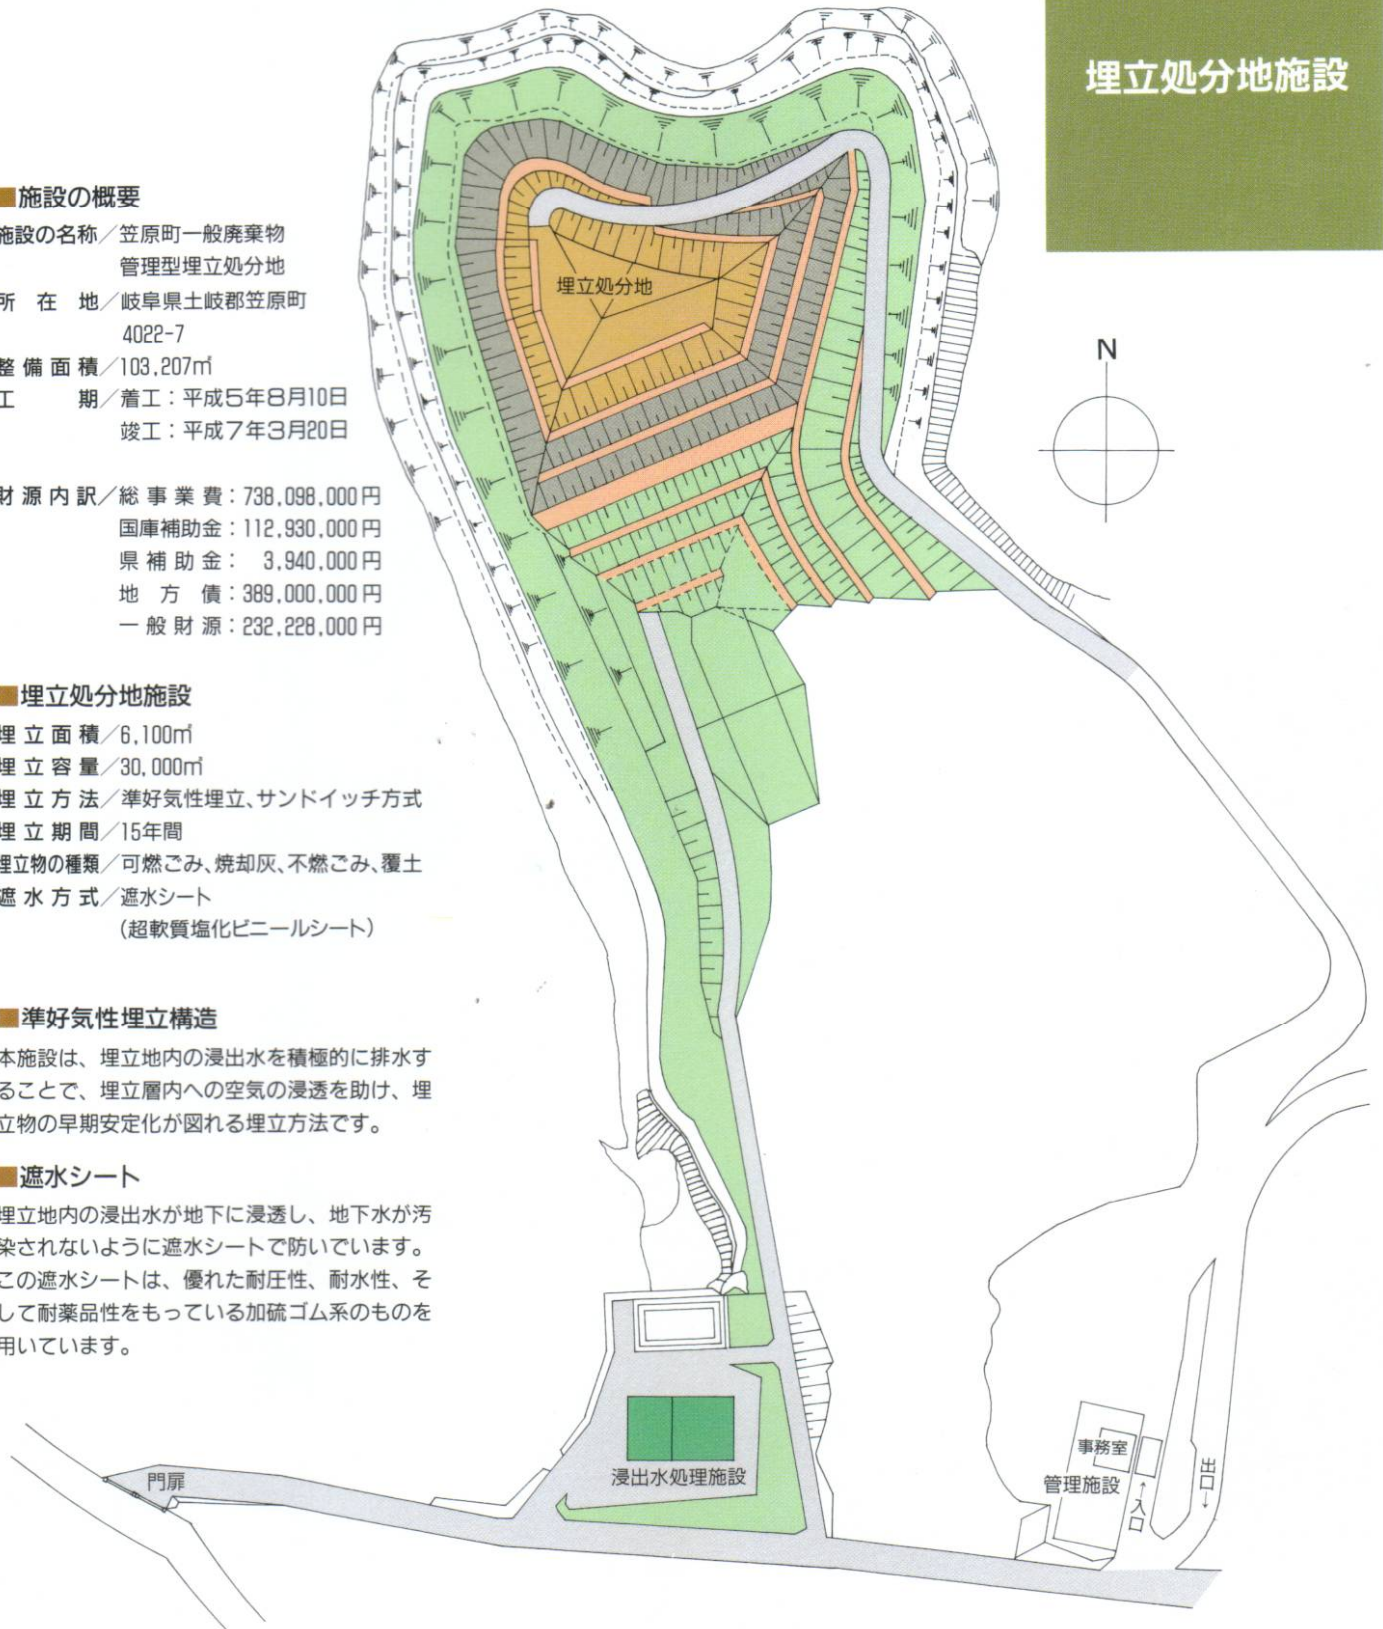 埋立処分地施設
■施設の概要
施設の名称／笠原町一般廃棄物
管理型埋立処分地
所在地／岐阜県土岐郡笠原町
4022-7
整備面積／103,207㎡
工期／着工：平成5年8月10日
竣工：平成7年3月20日
財源内訳／総事業費：738,098,000円
国庫補助金：112,930,000円
県補助金：3,940,000円
地方債：389,000,000円
一般財源：232,228,000円
■埋立処分地施設
埋立面積／6,100㎡
埋立容量／30,000㎥
埋立方法／準好気性埋立、サンドイッチ方式
埋立期間／15年間
埋立物の種類／可燃ごみ、焼却灰、不燃ごみ、覆土
遮水方式／遮水シート
（超軟質塩化ビニールシート）
■準好気性埋立構造
本施設は、埋立地内の浸出水を積極的に排水す
ることで、埋立層内への空気の浸透を助け、埋
立物の早期安定化が図れる埋立方法です。
■遮水シート
埋立地内の浸出水が地下に浸透し、地下水が汚
染されないように遮水シートで防いでいます。
この遮水シートは、優れた耐圧性、耐水性、そ
して耐薬品性をもっている加硫ゴム系のものを
用いています。
埋立処分地
N
門扉
浸出水処理施設
事務室
管理施設
↑入口
出口↓